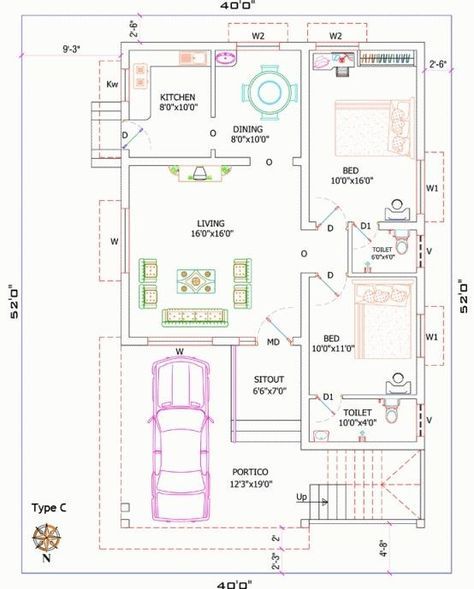 40'0"
2'-6"
9'-3"
W2
W2
2'-6"
Kw
KITCHEN
8'0"x10'0"
D
O
DINING
8'0"x10'0"
O
BED
10'0"x16'0"
W1
W
LIVING
16'0"x16'0"
D
D1
TOILET
6'0"x4'0"
V
O
D
52'0"
52'0"
W1
MD
BED
10'0"x11'0"
W
SITOUT
6'6"x7'0"
D1
TOILET
10'0"x4'0"
V
PORTICO
12'3"x19'0"
Up
Type C
N
2'
2'-3"
4'-8"
40'0"